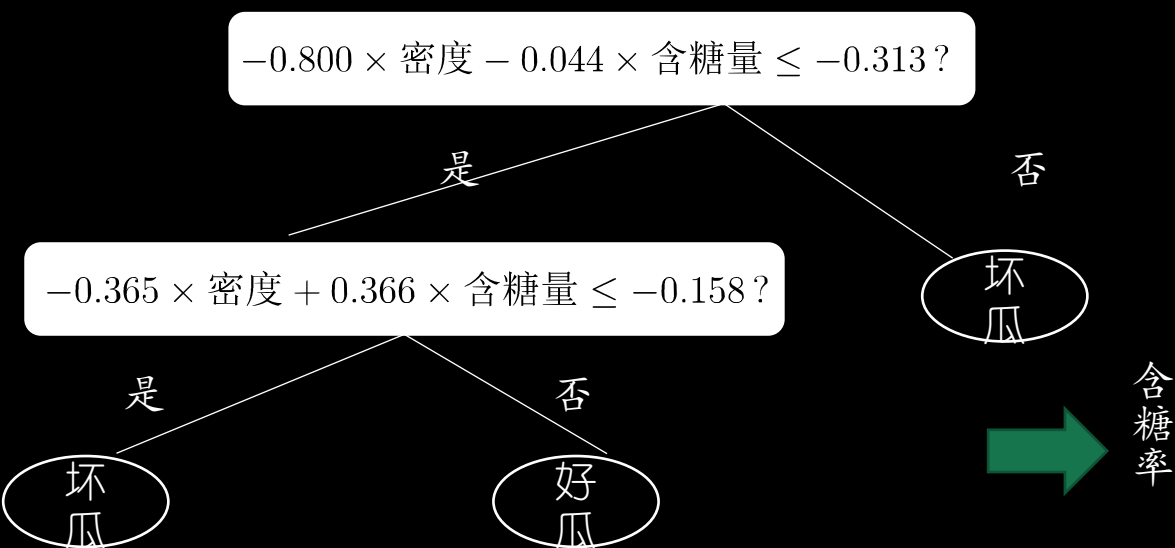 −0.800 × 密度 − 0.044 × 含糖量 ≤ −0.313?
是
否
−0.365 × 密度 + 0.366 × 含糖量 ≤ −0.158?
坏
瓜
是
否
含糖率
坏
瓜
好
瓜